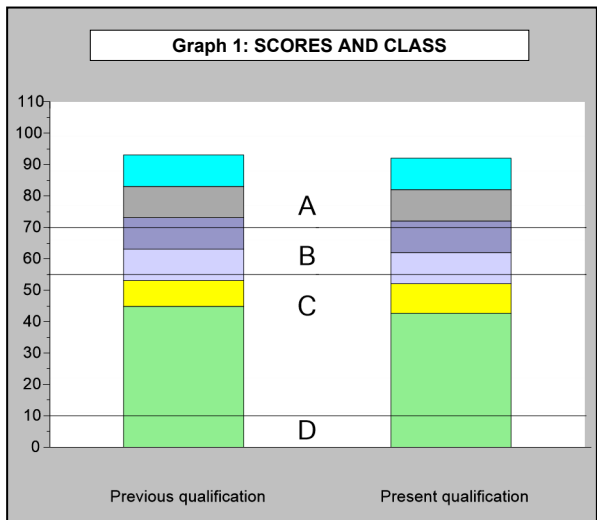 Graph 1: SCORES AND CLASS
110
100
90
80
70
60
50
40
30
20
10
0
A
B
C
D
Previous qualification
Present qualification